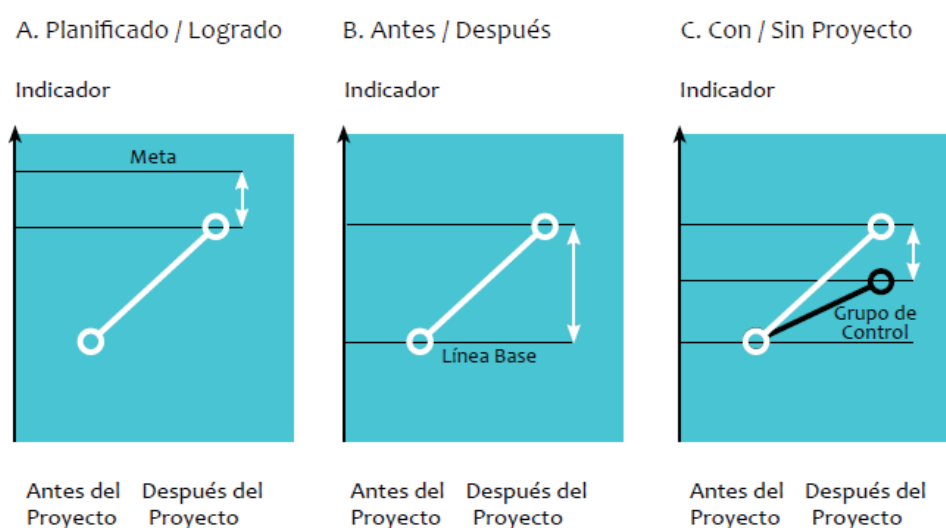 A. Planificado / Logrado
B. Antes / Después
C. Con / Sin Proyecto
Indicador
Indicador
Indicador
Meta
Línea Base
Grupo de
Control
Antes del
Proyecto
Después del
Proyecto
Antes del
Proyecto
Después del
Proyecto
Antes del
Proyecto
Después del
Proyecto